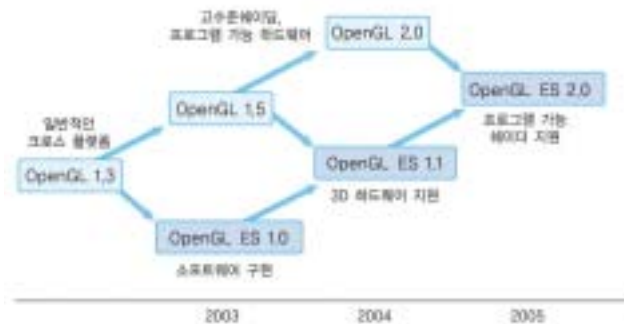 고수준쉐이딩,
프로그램 가능 하드웨어
OpenGL 2.0
OpenGL ES 2.0
프로그램 가능
쉐이더 지원
OpenGL 1.5
일반적인
크로스 플랫폼
OpenGL 1.3
OpenGL ES 1.1
3D 하드웨어 지원
OpenGL ES 1.0
소프트웨어 구현
2003
2004
2005